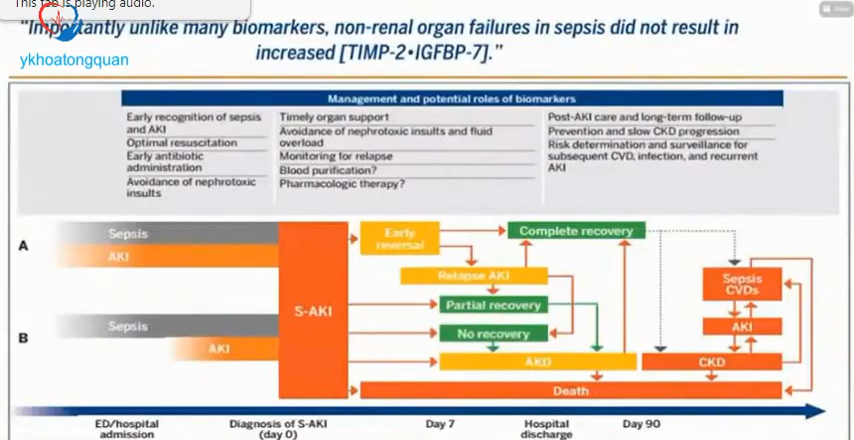 This tab is playing audio.
"Importantly unlike many biomarkers, non-renal organ failures in sepsis did not result in
increased [TIMP-2•IGFBP-7]."
ykhoatongquan
Management and potential roles of biomarkers
Early recognition of sepsis
and AKI
Optimal resuscitation
Early antibiotic
administration
Avoidance of nephrotoxic
insults
Timely organ support
Avoidance of nephrotoxic insults and fluid
overload
Monitoring for relapse
Blood purification?
Pharmacologic therapy?
Post-AKI care and long-term follow-up
Prevention and slow CKD progression
Risk determination and surveillance for
subsequent CVD, infection, and recurrent
AKI
A
Sepsis
AKI
B
Sepsis
AKI
S-AKI
Early
reversal
Complete recovery
Relapse AKI
Partial recovery
No recovery
AKD
Death
Sepsis
CVDs
AKI
CKD
ED/hospital
admission
Diagnosis of S-AKI
(day 0)
Day 7
Hospital
discharge
Day 90